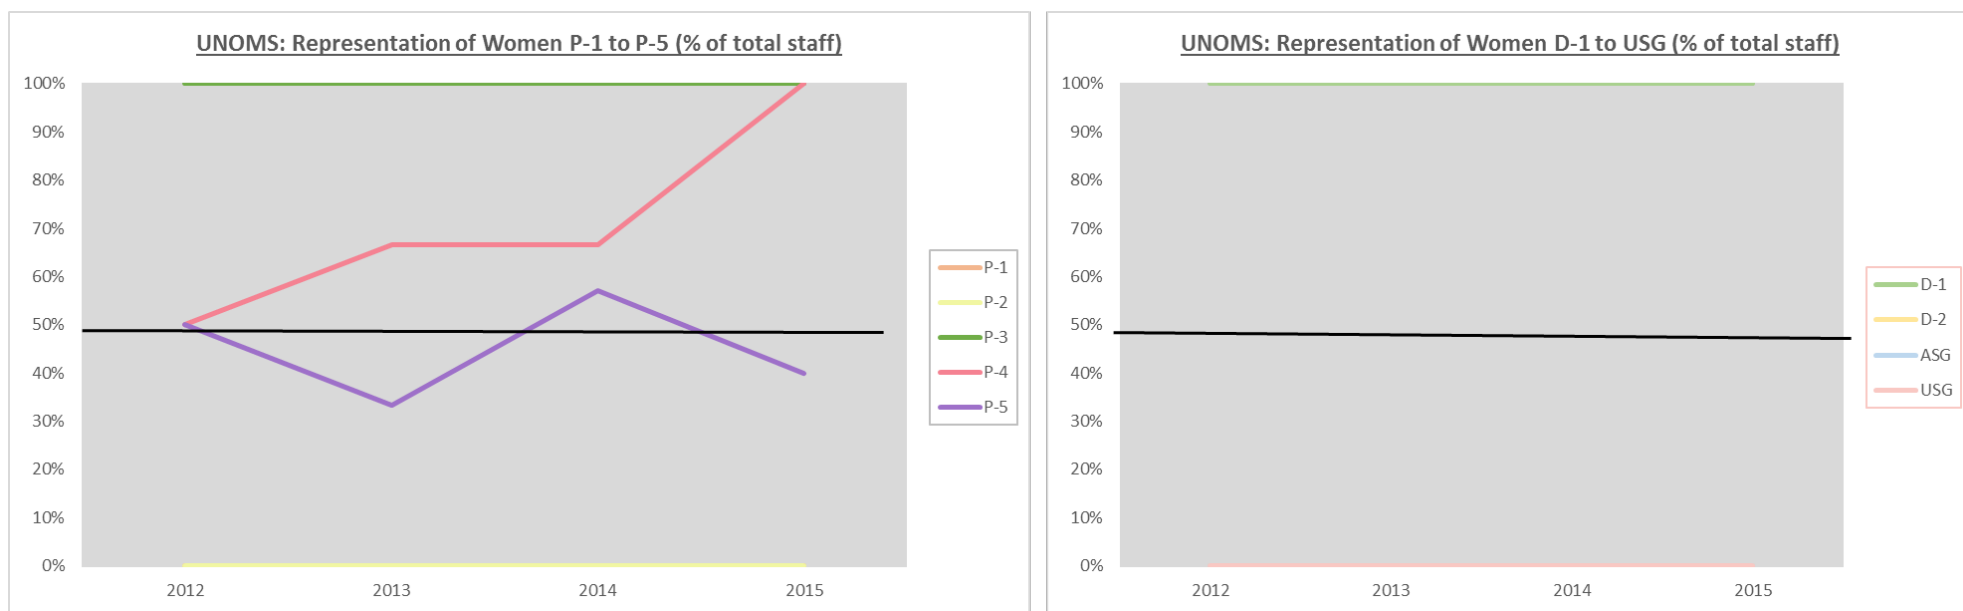 UNOMS: Representation of Women P-1 to P-5 (% of total staff)
100%
90%
80%
70%
60%
50%
40%
30%
20%
10%
0%
2012 2013 2014 2015
P-1
P-2
P-3
P-4
P-5
UNOMS: Representation of Women D-1 to USG (% of total staff)
100%
90%
80%
70%
60%
50%
40%
30%
20%
10%
0%
2012 2013 2014 2015
D-1
D-2
ASG
USG